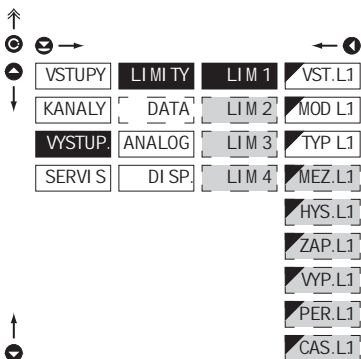 VSTUPY LIMITY LIM 1 VST.L1
KANALY DATA LIM 2 MOD L1
VYSTUP. ANALOG LIM 3 TYP L1
SERVIS DISP. LIM 4 MEZ.L1
HYS.L1
ZAP.L1
VYP.L1
PER.L1
CAS.L1